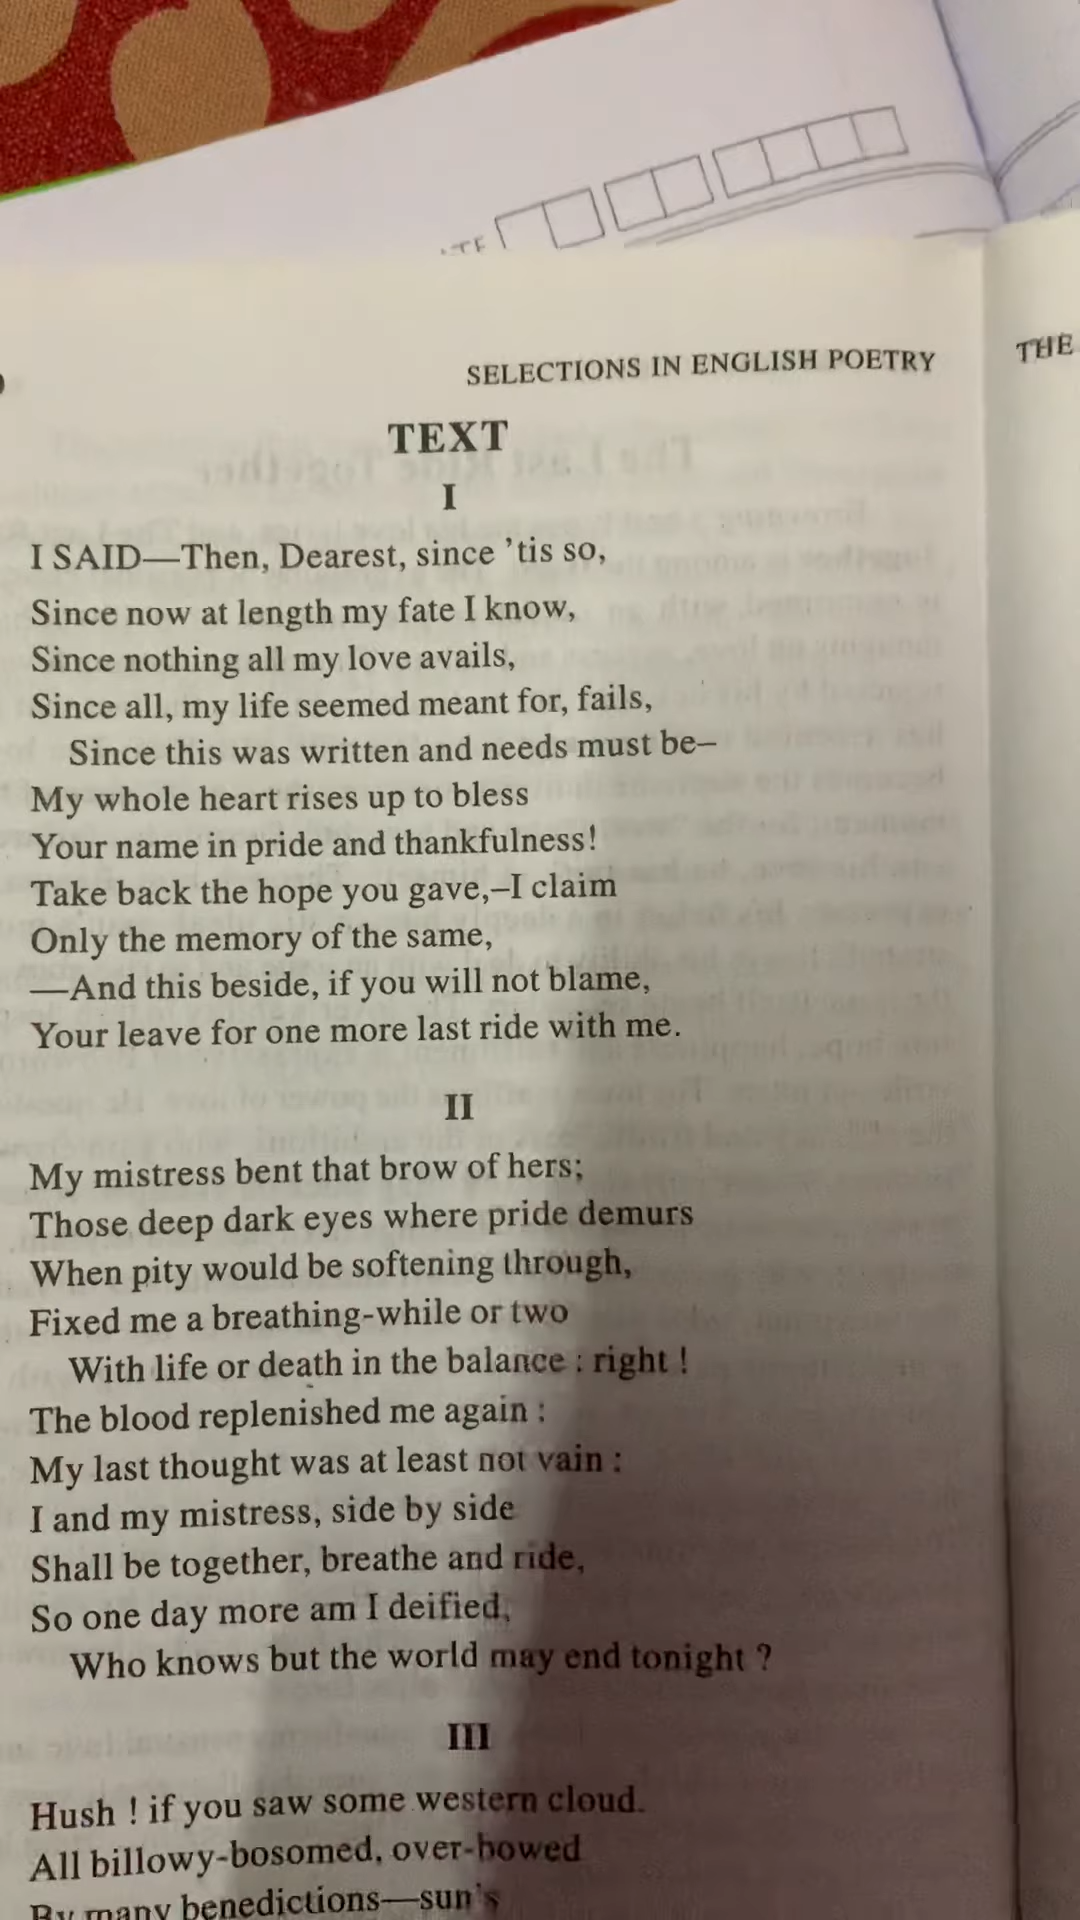 SELECTIONS IN ENGLISH POETRY
THE
TEXT
I
I SAID—Then, Dearest, since ’tis so,
Since now at length my fate I know,
Since nothing all my love avails,
Since all, my life seemed meant for, fails,
Since this was written and needs must be–
My whole heart rises up to bless
Your name in pride and thankfulness!
Take back the hope you gave,–I claim
Only the memory of the same,
—And this beside, if you will not blame,
Your leave for one more last ride with me.
II
My mistress bent that brow of hers;
Those deep dark eyes where pride demurs
When pity would be softening through,
Fixed me a breathing-while or two
With life or death in the balance : right !
The blood replenished me again :
My last thought was at least not vain :
I and my mistress, side by side
Shall be together, breathe and ride,
So one day more am I deified,
Who knows but the world may end tonight ?
III
Hush ! if you saw some western cloud.
All billowy-bosomed, over-bowed
By many benedictions—sun’s